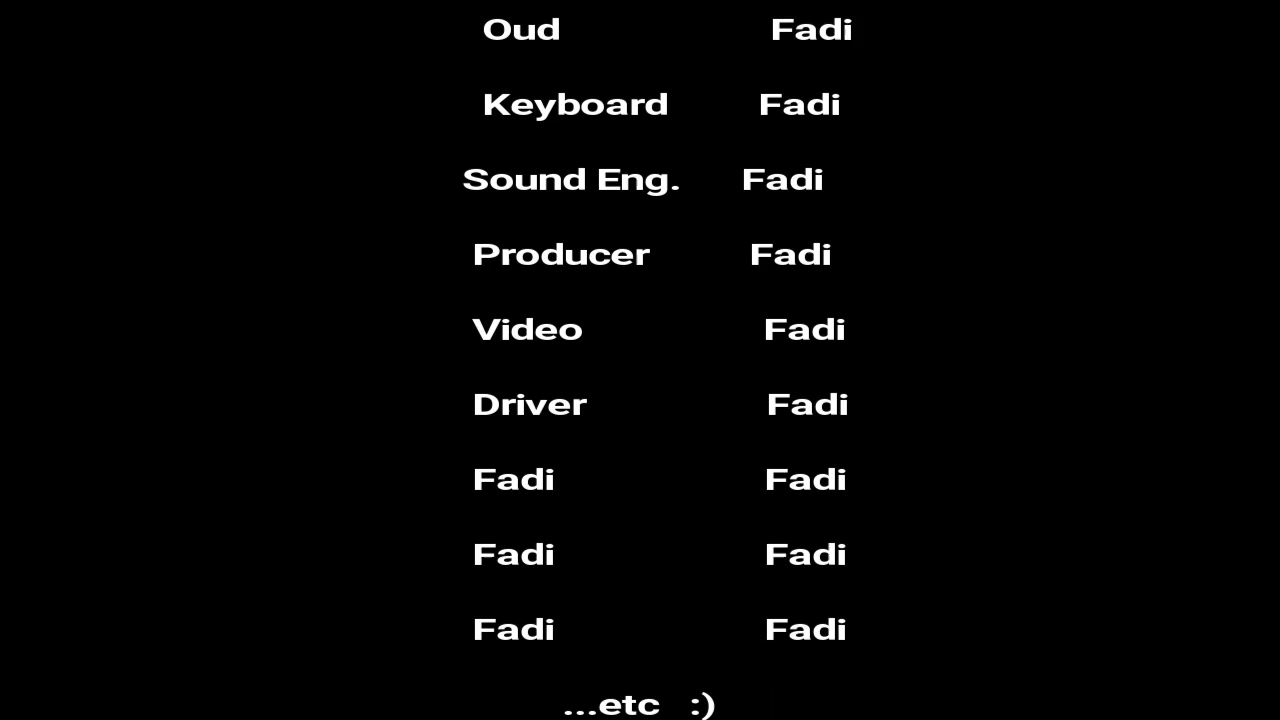 Oud Fadi
Keyboard Fadi
Sound Eng. Fadi
Producer Fadi
Video Fadi
Driver Fadi
Fadi Fadi
Fadi Fadi
Fadi Fadi
...etc :)